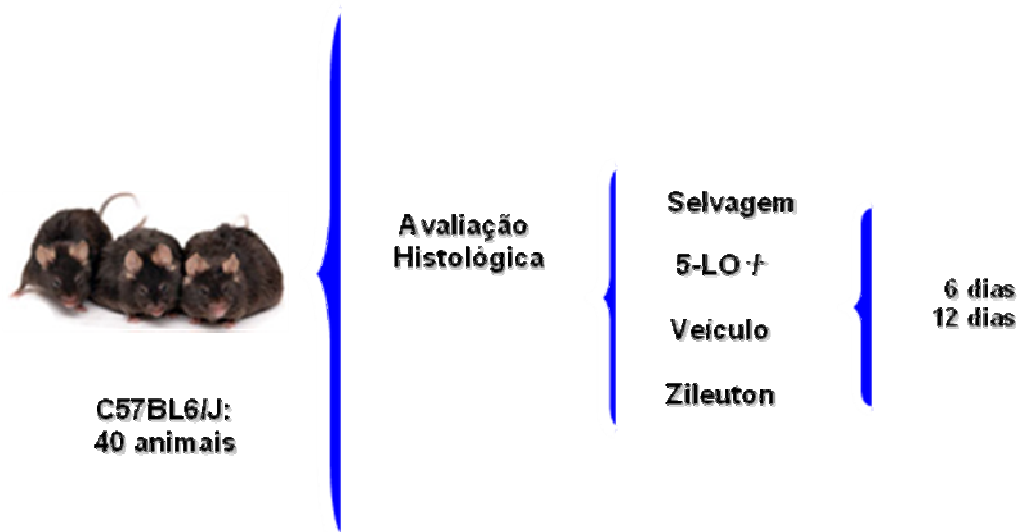 C57BL6/J:
40 animais
Avaliação
Histológica
Selvagem
5-LO -/-
Veículo
Zileuton
6 dias
12 dias